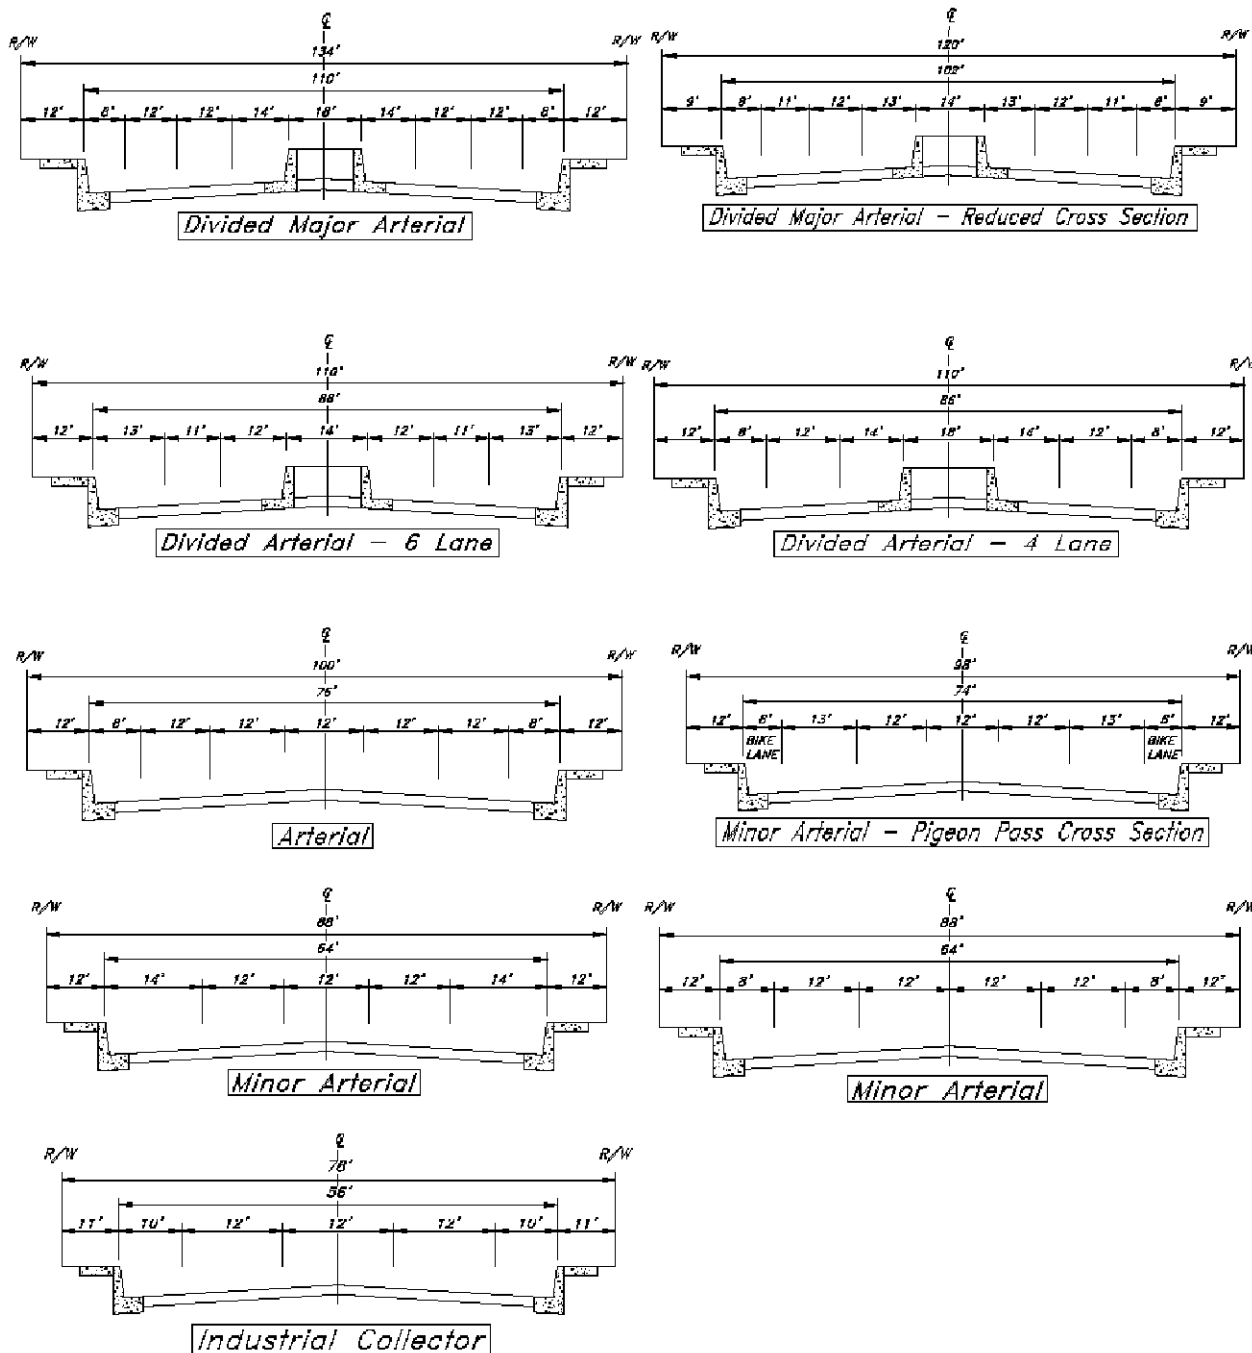 ℄
R/W R/W
134'
110'
12' 8' 12' 12' 14' 18' 14' 12' 12' 8' 12'
Divided Major Arterial
℄
R/W R/W
120'
102'
9' 8' 11' 12' 13' 14' 13' 12' 11' 8' 9'
Divided Major Arterial - Reduced Cross Section
℄
R/W R/W
110'
86'
12' 13' 11' 12' 14' 12' 11' 13' 12'
Divided Arterial - 6 Lane
℄
R/W R/W
110'
86'
12' 8' 12' 14' 18' 14' 12' 8' 12'
Divided Arterial - 4 Lane
℄
R/W R/W
100'
76'
12' 8' 12' 12' 12' 12' 12' 8' 12'
Arterial
℄
R/W R/W
98'
74'
12' 6' 13' 12' 12' 12' 13' 6' 12'
BIKE LANE BIKE LANE
Minor Arterial - Pigeon Pass Cross Section
℄
R/W R/W
88'
64'
12' 14' 12' 12' 12' 14' 12'
Minor Arterial
℄
R/W R/W
88'
64'
12' 8' 12' 12' 12' 12' 8' 12'
Minor Arterial
℄
R/W R/W
78'
56'
11' 10' 12' 12' 12' 10' 11'
Industrial Collector